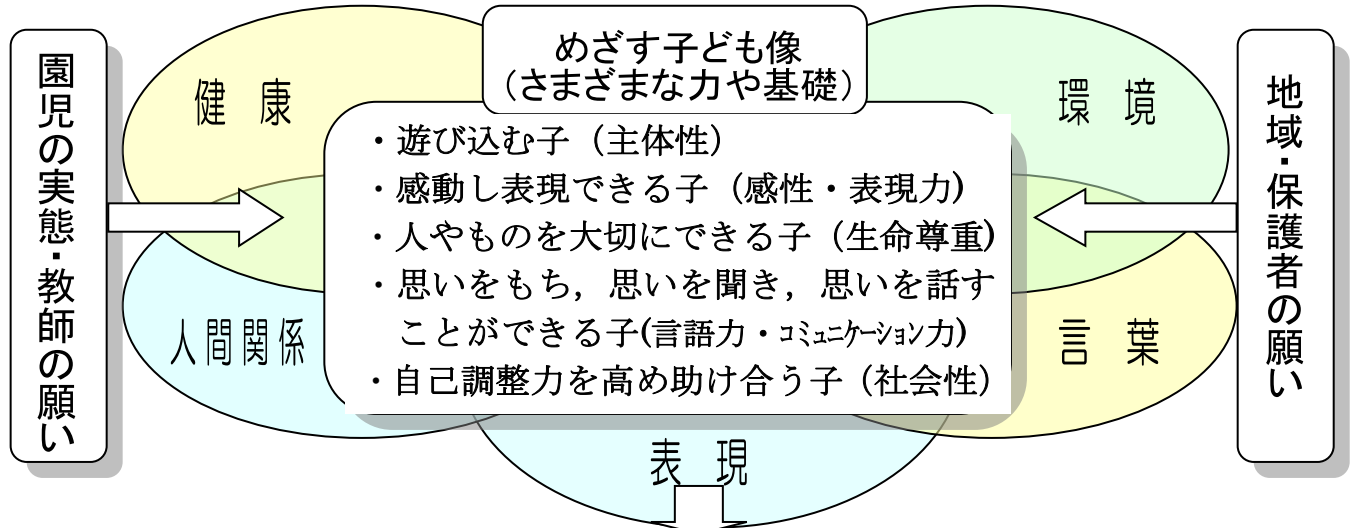 めざす子ども像
（さまざまな力や基礎）
園児の実態・教師の願い
健　康
環　境
地域・保護者の願い
・遊び込む子（主体性）
・感動し表現できる子（感性・表現力）
・人やものを大切にできる子（生命尊重）
・思いをもち，思いを聞き，思いを話す
ことができる子(言語力・ｺﾐｭﾆｹｰｼｮﾝ力)
・自己調整力を高め助け合う子（社会性）
人間関係
言　葉
表　現